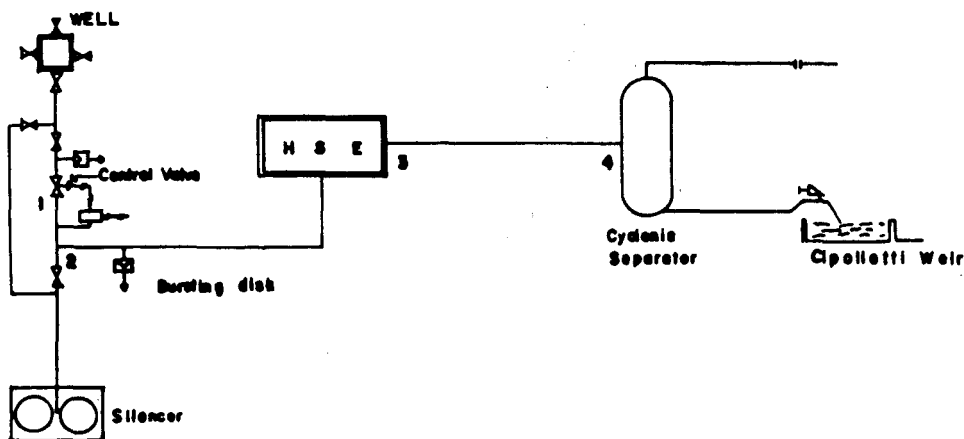 WELL
H S E
3
4
Control Valve
1
2
Bursting disk
Cyclonic
Separator
Cipolletti Weir
Silencer